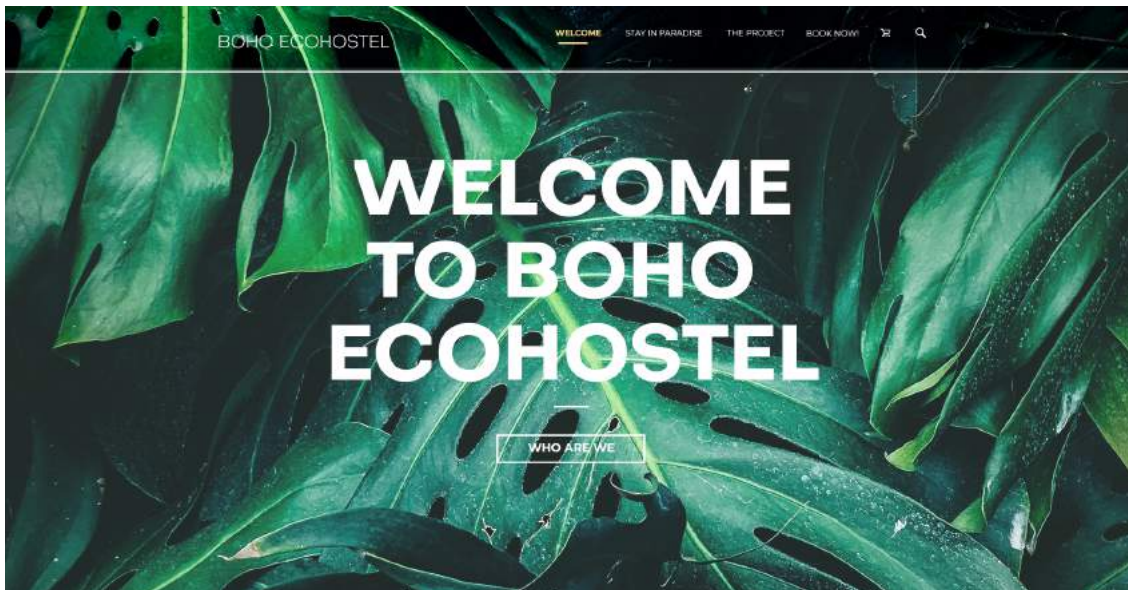 BOHO ECOHOSTEL
WELCOME STAY IN PARADISE THE PROJECT BOOK NOW!
WELCOME
TO BOHO
ECOHOSTEL
WHO ARE WE